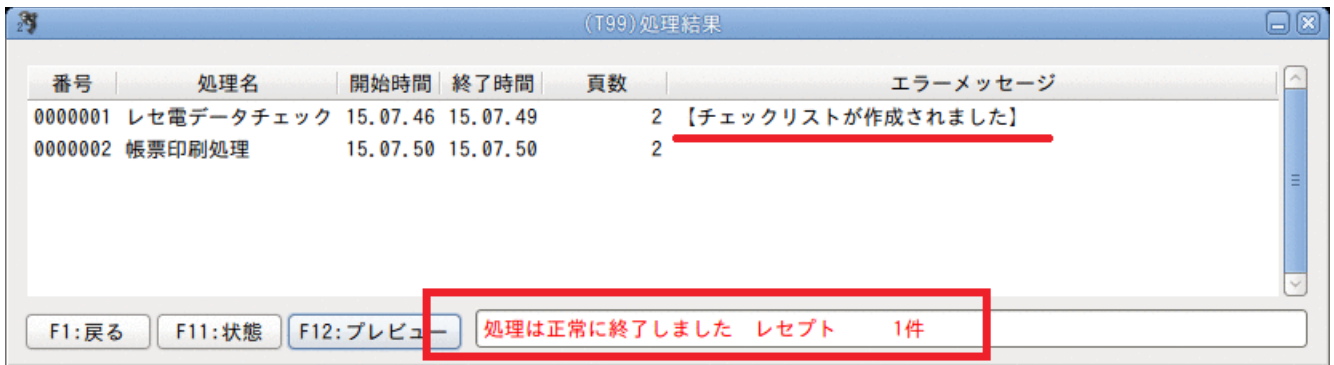 (T99)処理結果
番号 処理名 開始時間 終了時間 頁数 エラーメッセージ
0000001 レセ電データチェック 15.07.46 15.07.49 2 【チェックリストが作成されました】
0000002 帳票印刷処理 15.07.50 15.07.50 2
F1:戻る F11:状態 F12:プレビュー 処理は正常に終了しました レセプト 1件